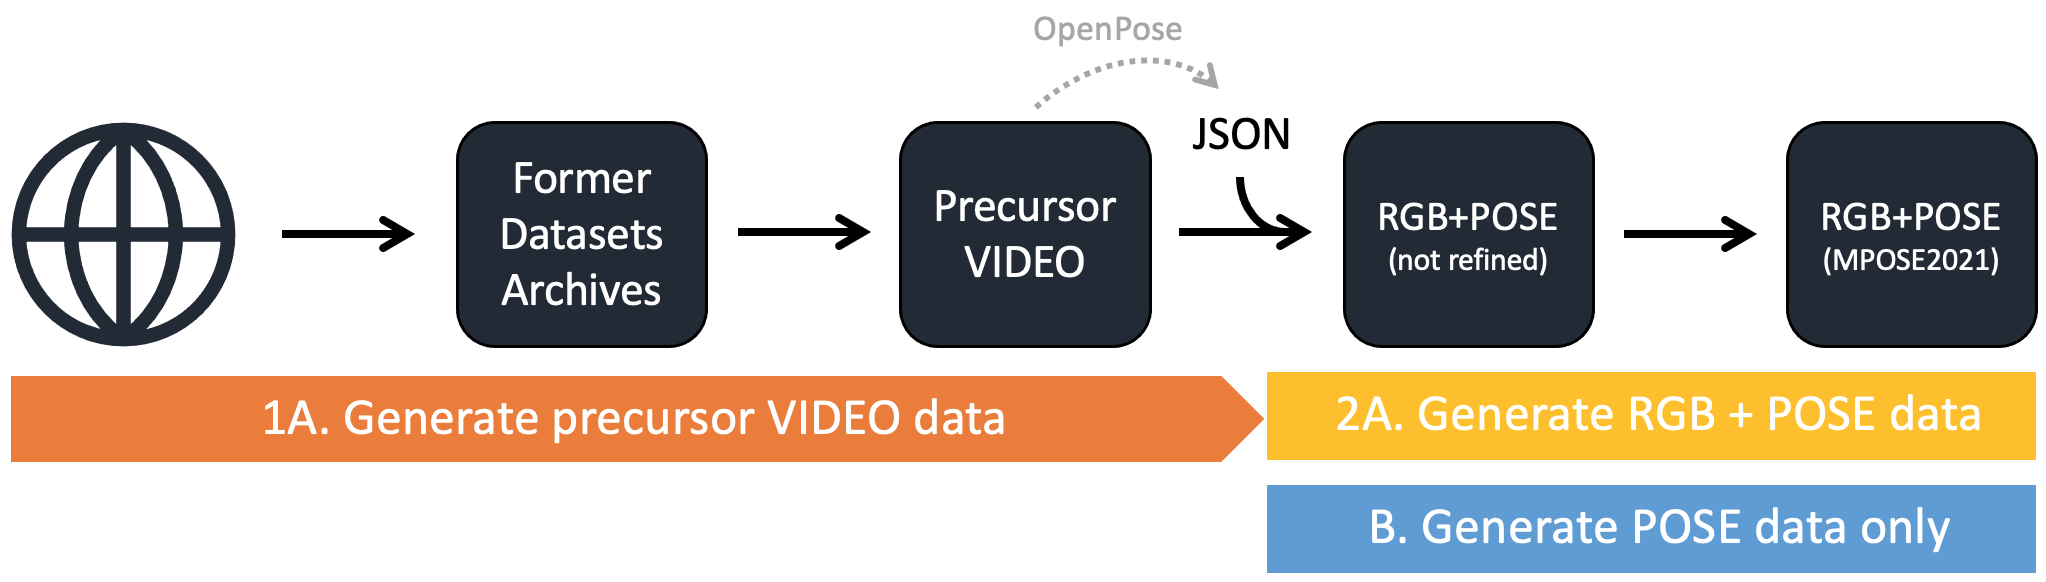 OpenPose
JSON
Former
Datasets
Archives
Precursor
VIDEO
RGB+POSE
(not refined)
RGB+POSE
(MPOSE2021)
1A. Generate precursor VIDEO data
2A. Generate RGB + POSE data
B. Generate POSE data only